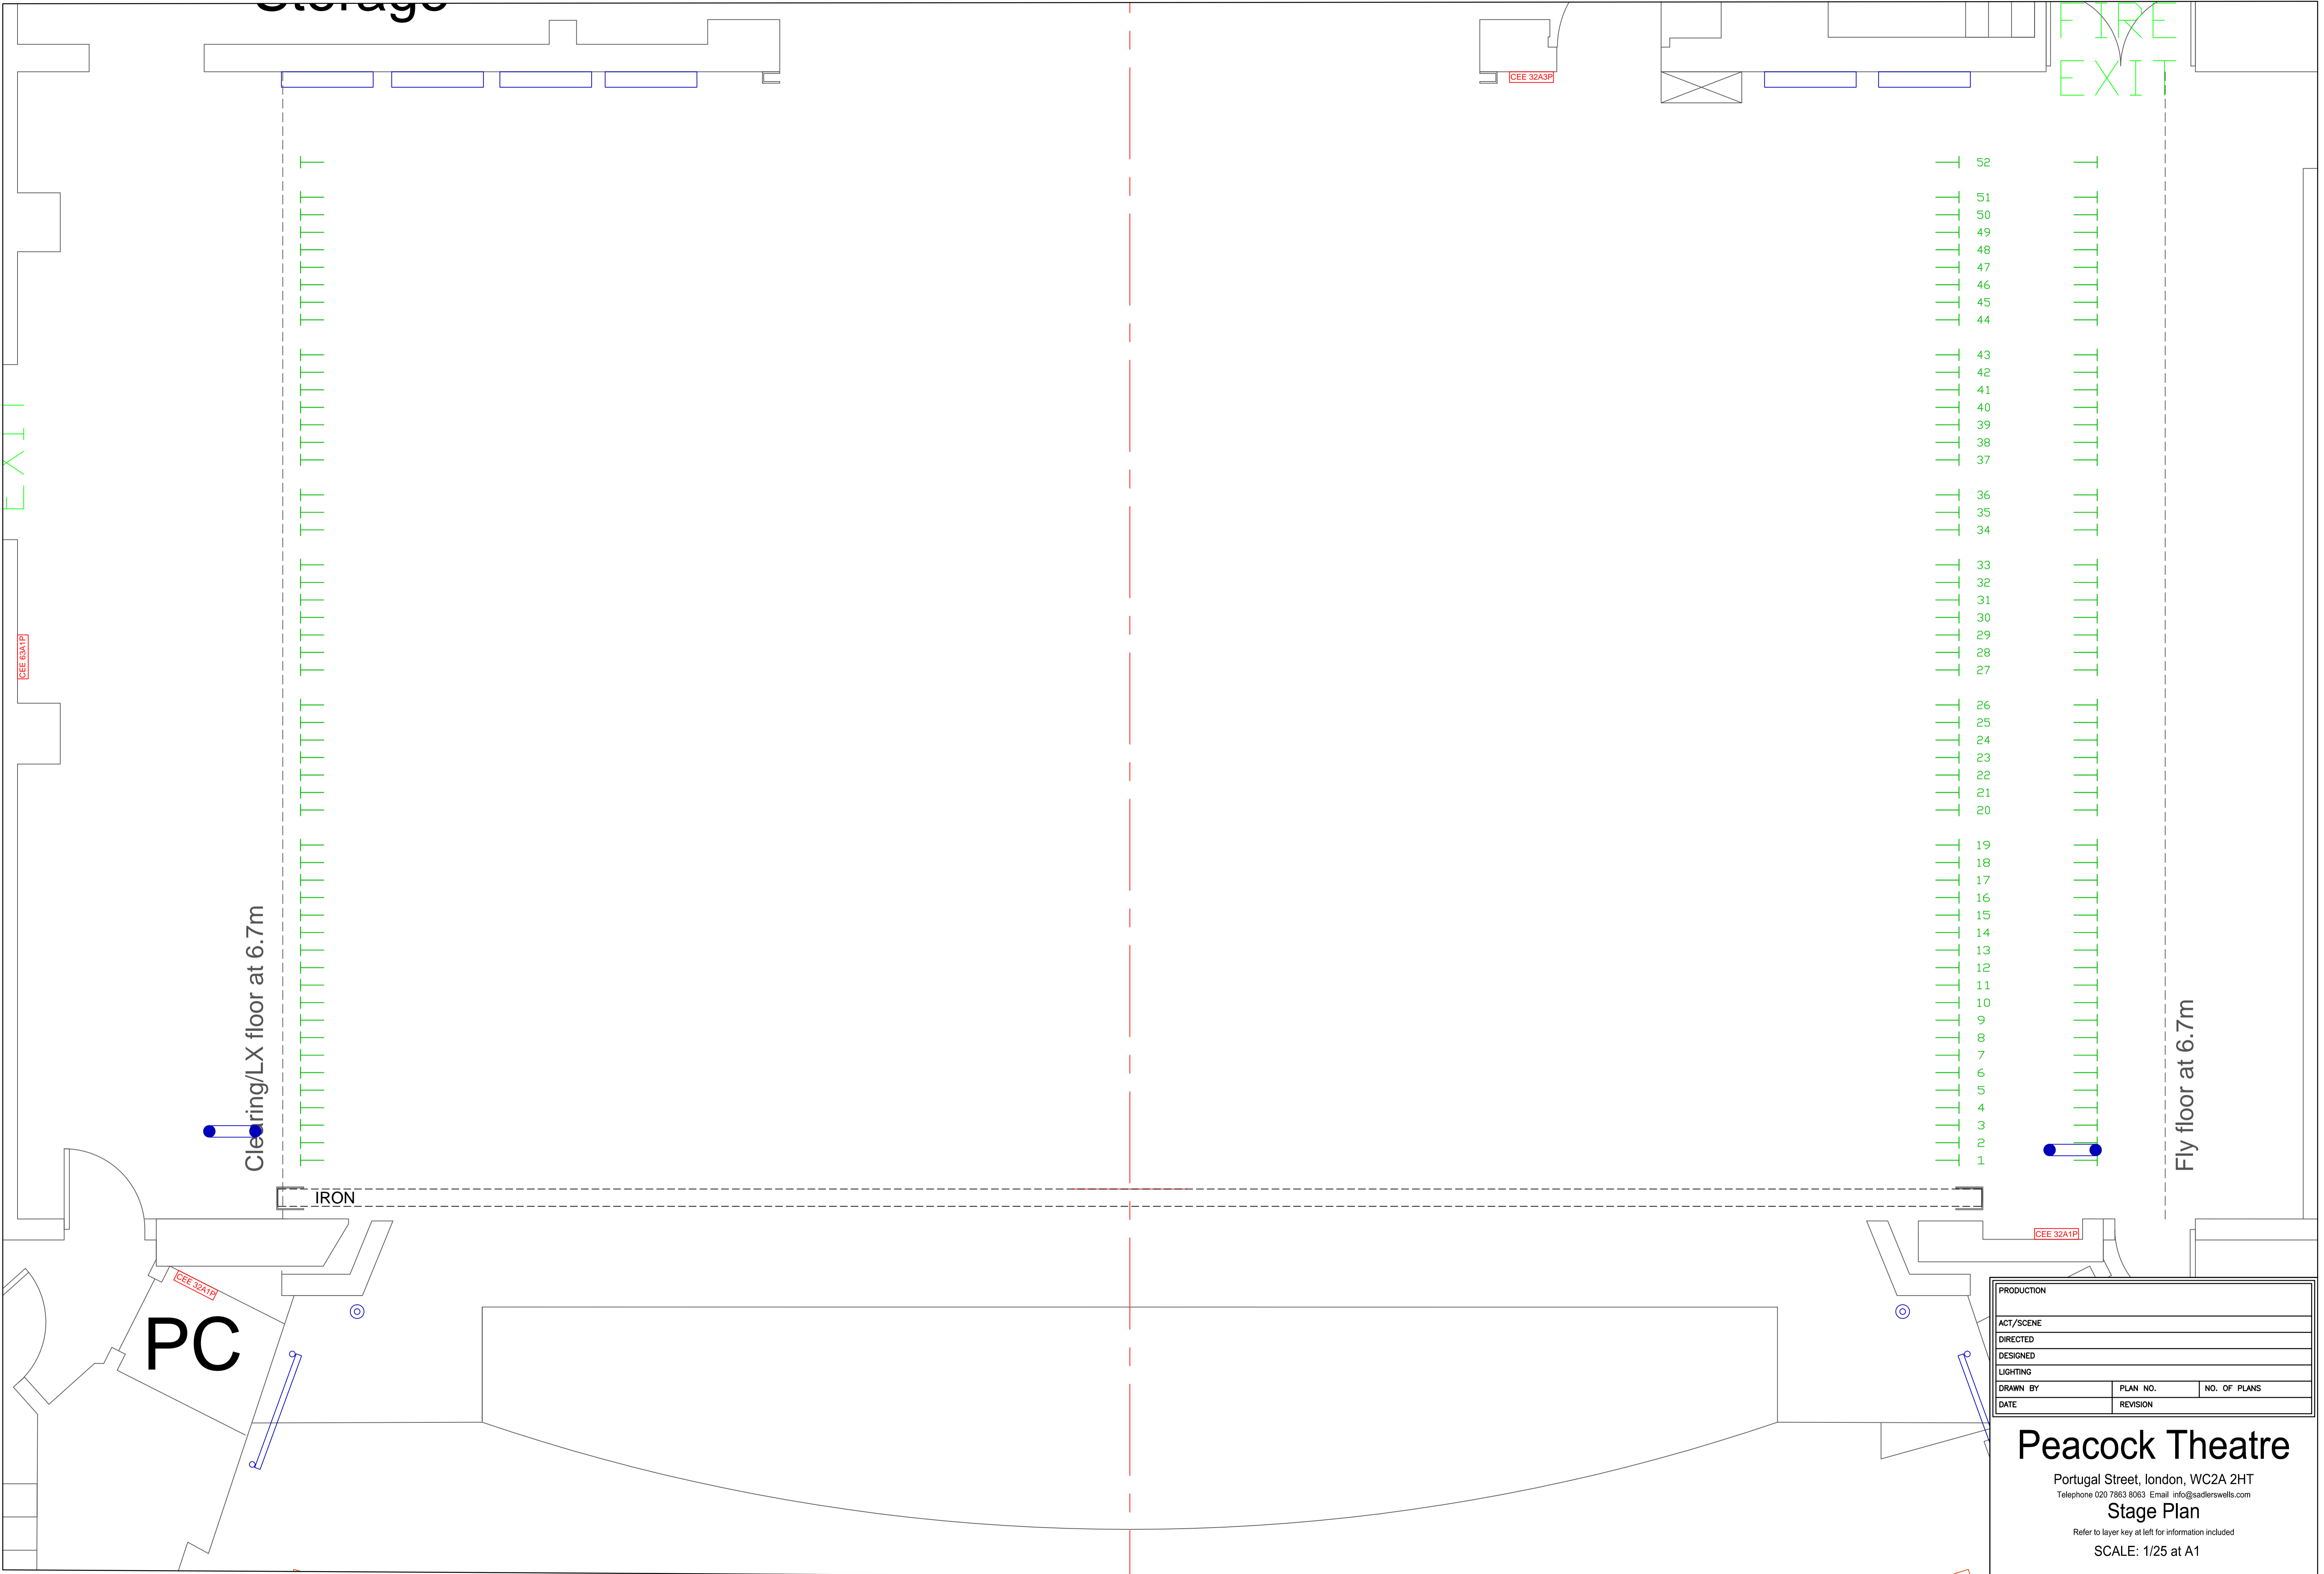 Storage
FIRE
EXIT
CEE 32A3P
52
51
50
49
48
47
46
45
44
43
42
41
40
39
38
37
36
35
34
33
32
31
30
29
28
27
26
25
24
23
22
21
20
19
18
17
16
15
14
13
12
11
10
9
8
7
6
5
4
3
2
1
EXIT
CEE 63A1P
Clearing/LX floor at 6.7m
Fly floor at 6.7m
IRON
CEE 32A1P
CEE 32A1P
PC
PRODUCTION
ACT/SCENE
DIRECTED
DESIGNED
LIGHTING
DRAWN BY PLAN NO. NO. OF PLANS
DATE REVISION
Peacock Theatre
Portugal Street, london, WC2A 2HT
Telephone 020 7863 8063 Email info@sadlerswells.com
Stage Plan
Refer to layer key at left for information included
SCALE: 1/25 at A1